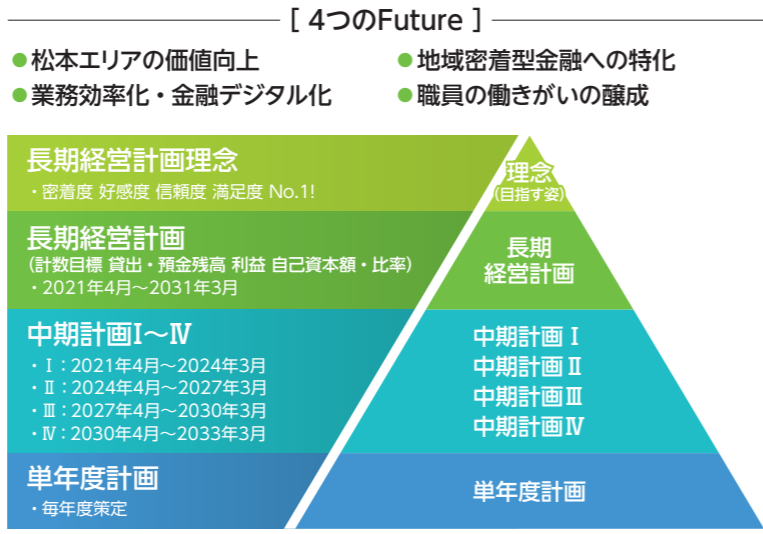 [ 4つのFuture ]
●松本エリアの価値向上
●地域密着型金融への特化
●業務効率化・金融デジタル化
●職員の働きがいの醸成
長期経営計画理念
・密着度 好感度 信頼度 満足度 No.1!
理念
(目指す姿)
長期経営計画
(計数目標 貸出・預金残高 利益 自己資本額・比率)
・2021年4月〜2031年3月
長期
経営計画
中期計画Ⅰ〜Ⅳ
・Ⅰ：2021年4月〜2024年3月
・Ⅱ：2024年4月〜2027年3月
・Ⅲ：2027年4月〜2030年3月
・Ⅳ：2030年4月〜2033年3月
中期計画Ⅰ
中期計画Ⅱ
中期計画Ⅲ
中期計画Ⅳ
単年度計画
・毎年度策定
単年度計画